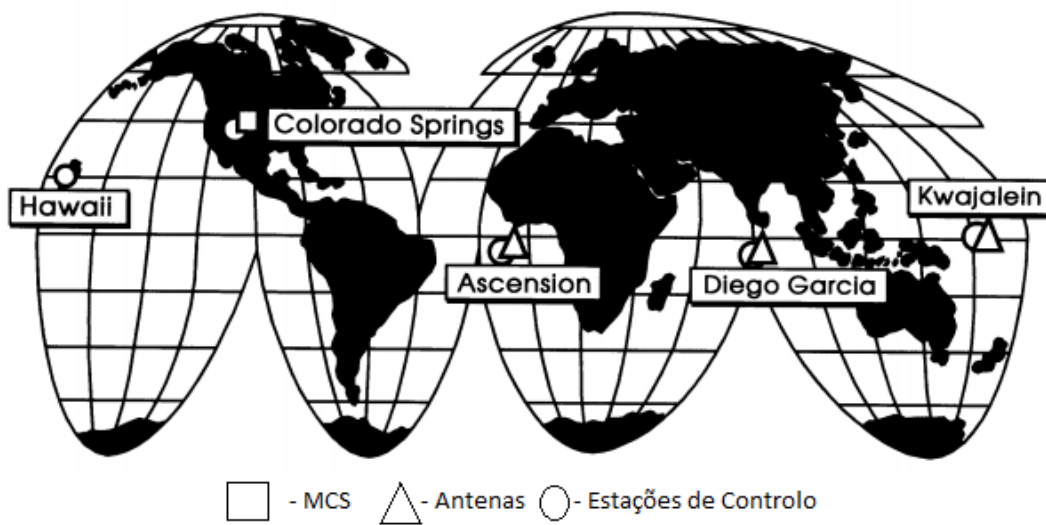 Colorado Springs
Hawaii
Kwajalein
Ascension
Diego Garcia
- MCS - Antenas - Estações de Controlo